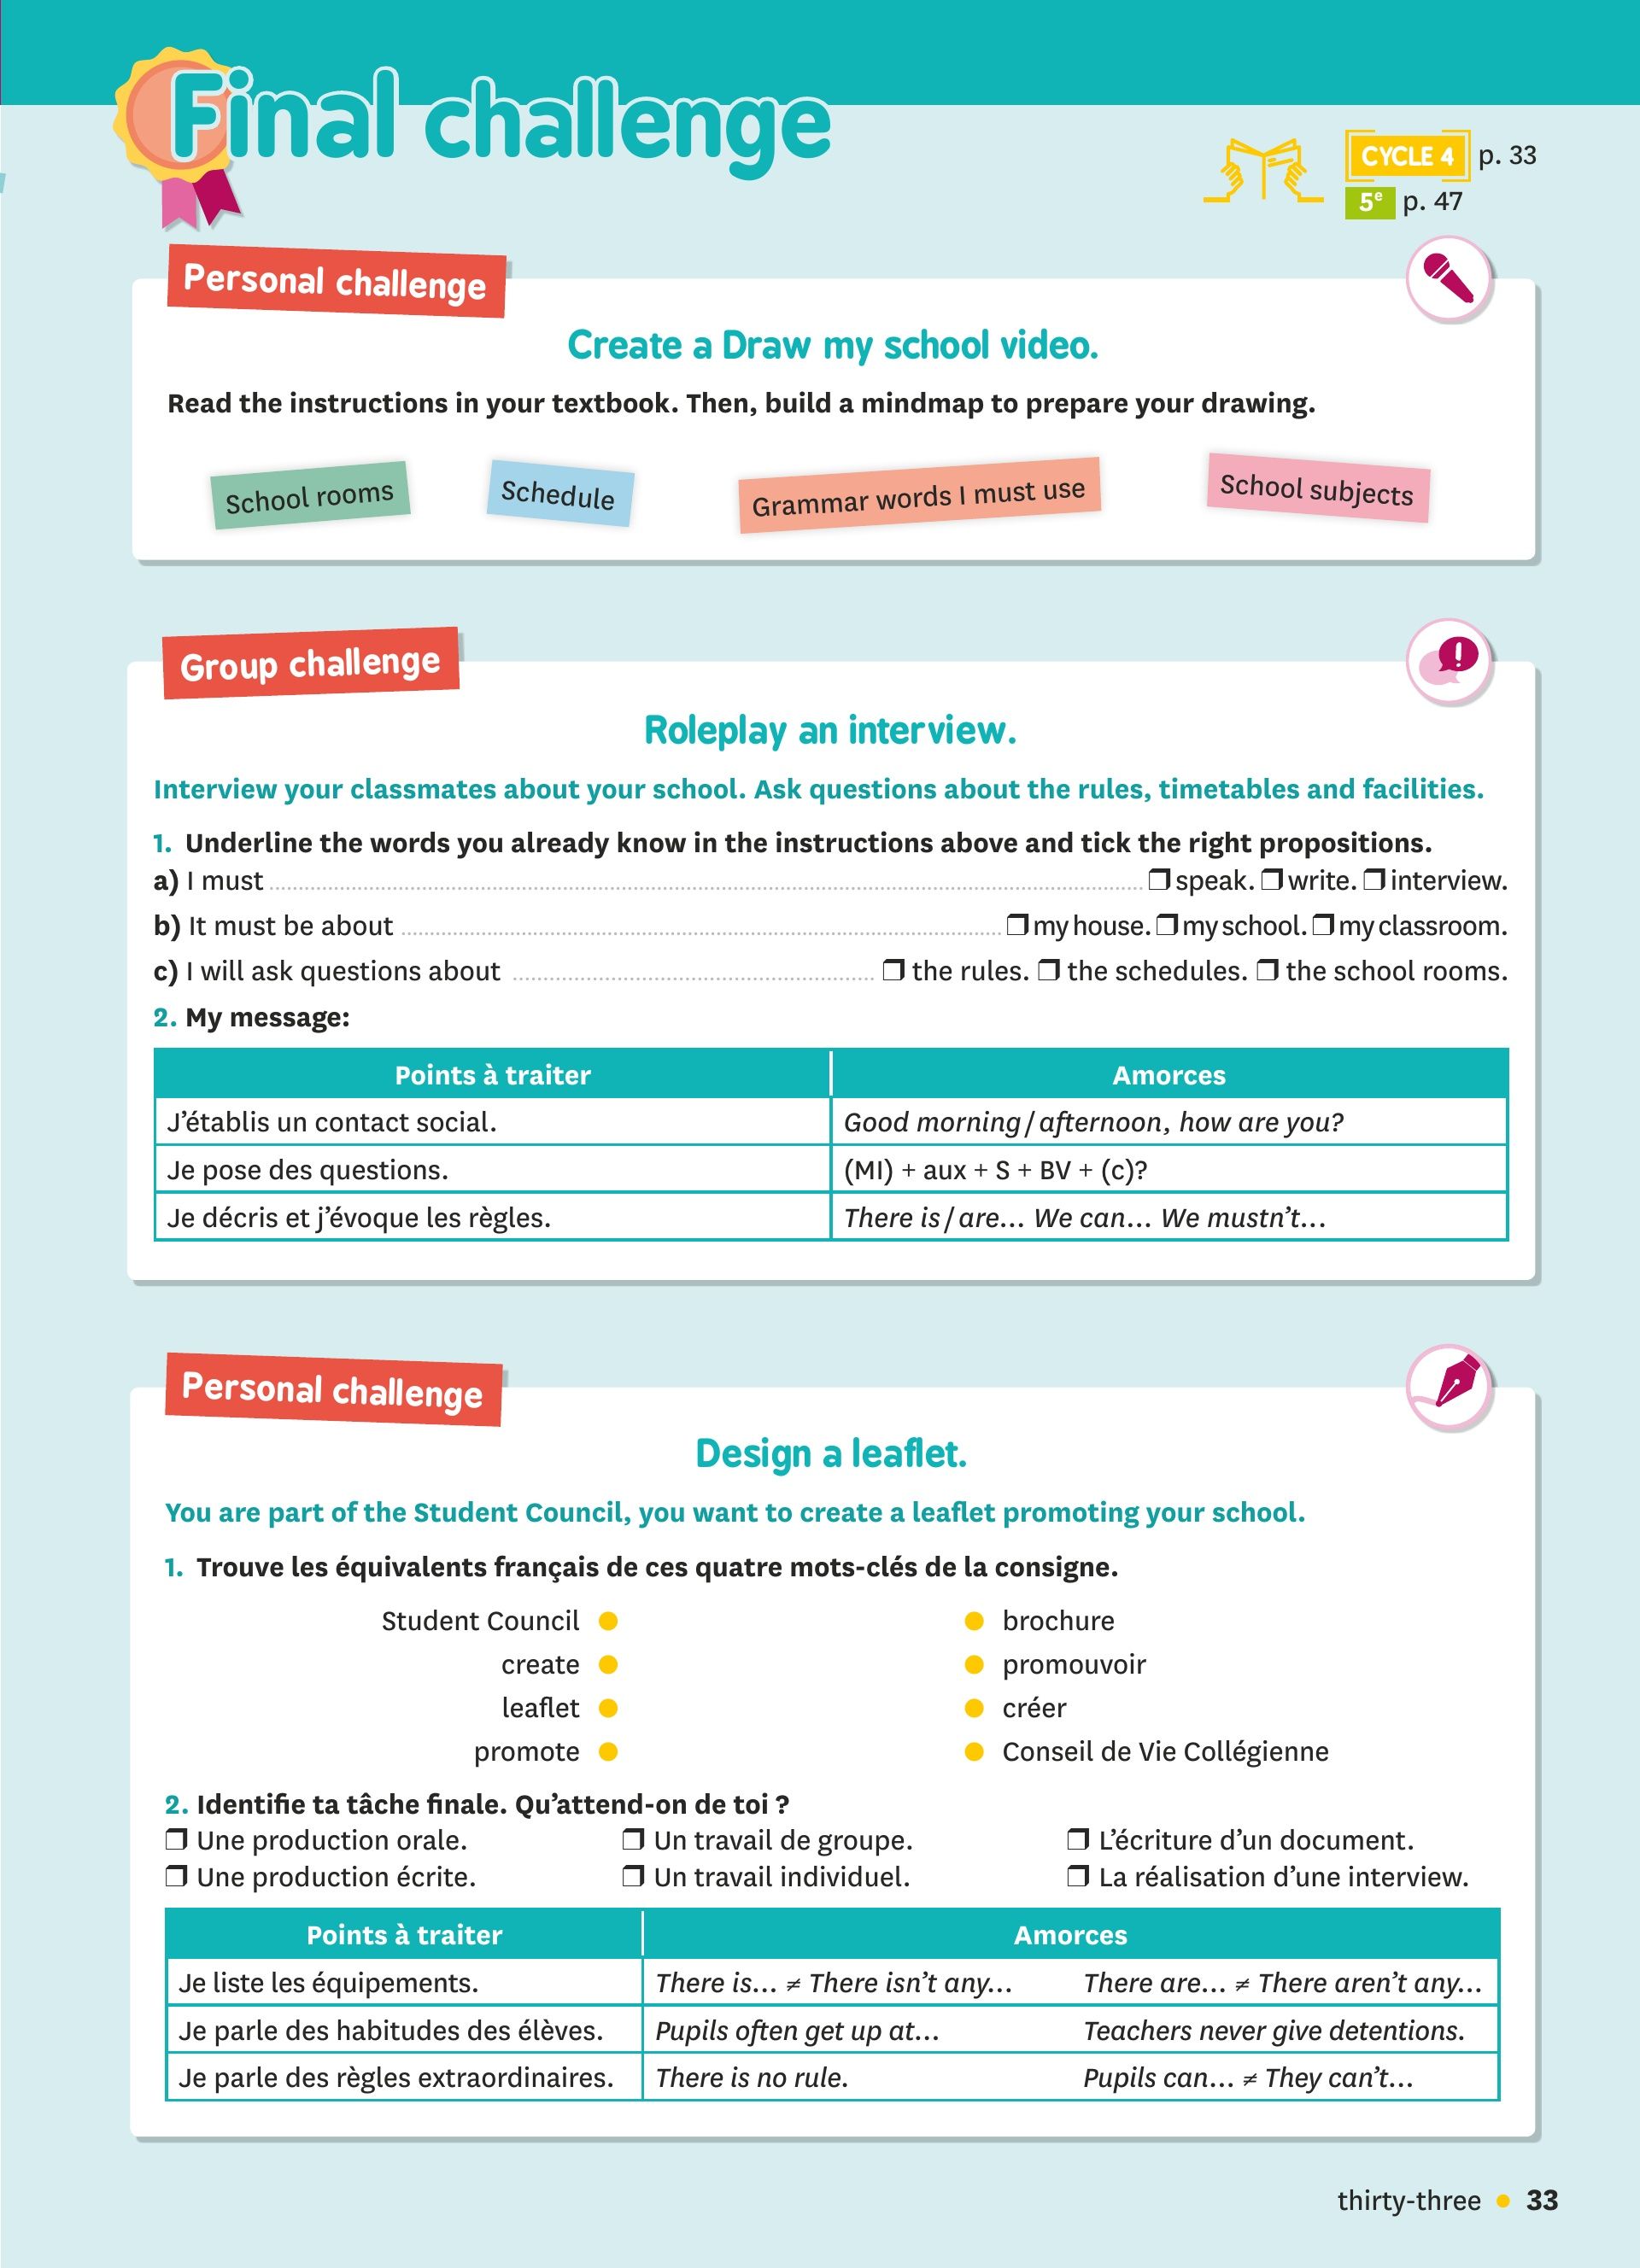 Final challenge
CYCLE 4 p. 33
5e p. 47
Personal challenge
Create a Draw my school video.
Read the instructions in your textbook. Then, build a mindmap to prepare your drawing.
School rooms
Schedule
Grammar words I must use
School subjects
Group challenge
Roleplay an interview.
Interview your classmates about your school. Ask questions about the rules, timetables and facilities.
1. Underline the words you already know in the instructions above and tick the right propositions.
a) I must ❒ speak. ❒ write. ❒ interview.
b) It must be about ❒ my house. ❒ my school. ❒ my classroom.
c) I will ask questions about ❒ the rules. ❒ the schedules. ❒ the school rooms.
2. My message:
Points à traiter Amorces
J'établis un contact social. Good morning / afternoon, how are you?
Je pose des questions. (MI) + aux + S + BV + (c)?
Je décris et j'évoque les règles. There is / are… We can… We mustn't…
Personal challenge
Design a leaflet.
You are part of the Student Council, you want to create a leaflet promoting your school.
1. Trouve les équivalents français de ces quatre mots-clés de la consigne.
Student Council ● ● brochure
create ● ● promouvoir
leaflet ● ● créer
promote ● ● Conseil de Vie Collégienne
2. Identifie ta tâche finale. Qu'attend-on de toi ?
❒ Une production orale. ❒ Un travail de groupe. ❒ L'écriture d'un document.
❒ Une production écrite. ❒ Un travail individuel. ❒ La réalisation d'une interview.
Points à traiter Amorces
Je liste les équipements. There is… ≠ There isn't any… There are… ≠ There aren't any…
Je parle des habitudes des élèves. Pupils often get up at… Teachers never give detentions.
Je parle des règles extraordinaires. There is no rule. Pupils can… ≠ They can't…
thirty-three ● 33